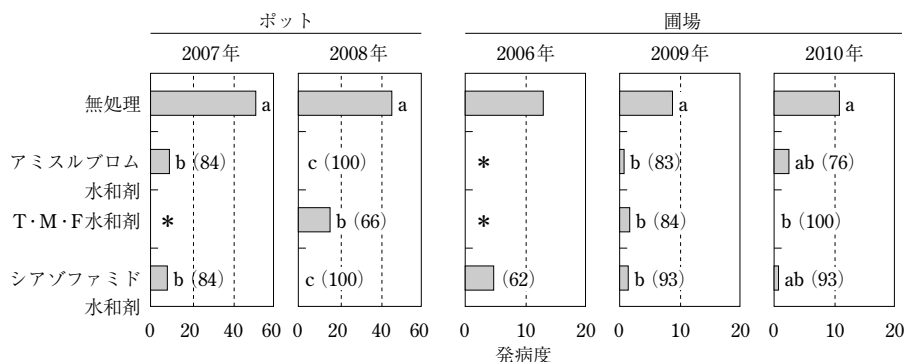 ポット 圃場
2007年 2008年 2006年 2009年 2010年
無処理 a a a a
アミスルブロム水和剤 b (84) c (100) * b (83) ab (76)
T・M・F水和剤 * b (66) * b (84) b (100)
シアゾファミド水和剤 b (84) c (100) (62) b (93) ab (93)
0 20 40 60 0 20 40 60 0 10 20 0 10 20 0 10 20
発病度